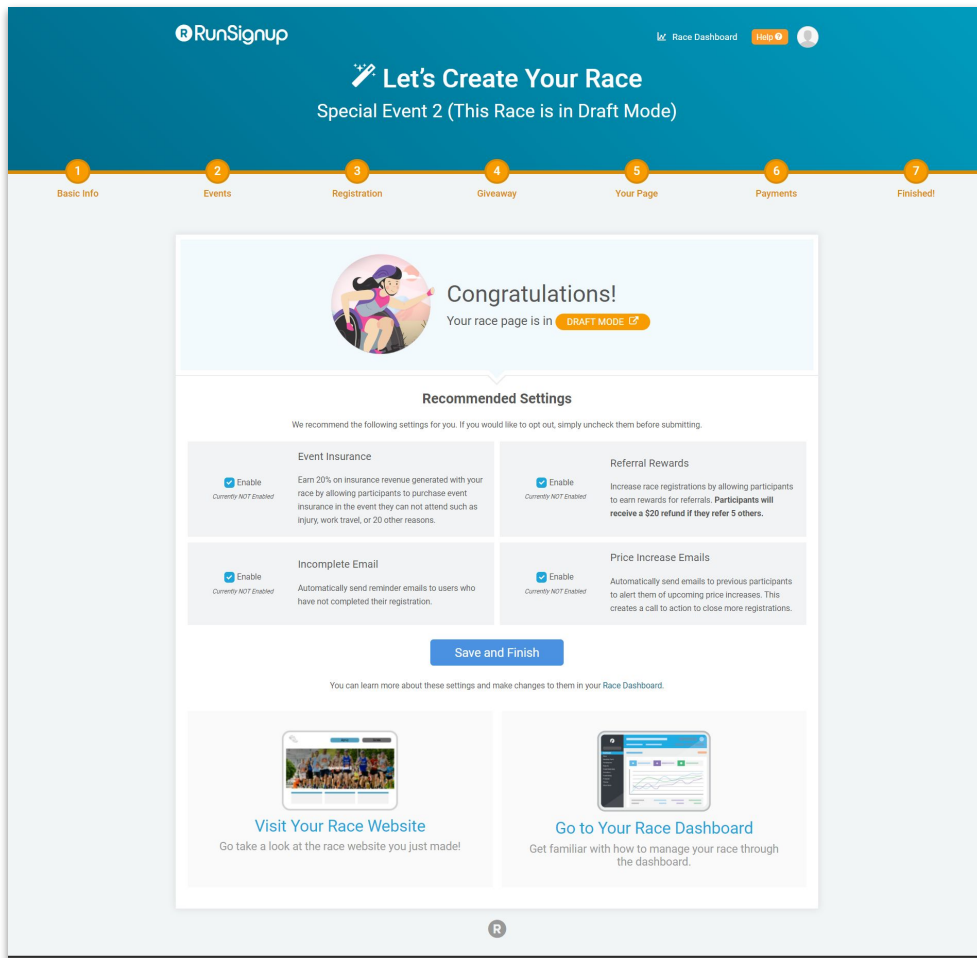 RunSignup
Race Dashboard
Help
Let's Create Your Race
Special Event 2 (This Race is in Draft Mode)
1 2 3 4 5 6 7
Basic Info Events Registration Giveaway Your Page Payments Finished!
Congratulations!
Your race page is in DRAFT MODE
Recommended Settings
We recommend the following settings for you. If you would like to opt out, simply uncheck them before submitting.
Enable
Currently NOT Enabled
Event Insurance
Earn 20% on insurance revenue generated with your
race by allowing participants to purchase event
insurance in the event they can not attend such as
injury, work travel, or 20 other reasons.
Enable
Currently NOT Enabled
Referral Rewards
Increase race registrations by allowing participants
to earn rewards for referrals. Participants will
receive a $20 refund if they refer 5 others.
Enable
Currently NOT Enabled
Incomplete Email
Automatically send reminder emails to users who
have not completed their registration.
Enable
Currently NOT Enabled
Price Increase Emails
Automatically send emails to previous participants
to alert them of upcoming price increases. This
creates a call to action to close more registrations.
Save and Finish
You can learn more about these settings and make changes to them in your Race Dashboard.
Visit Your Race Website
Go take a look at the race website you just made!
Go to Your Race Dashboard
Get familiar with how to manage your race through
the dashboard.
R